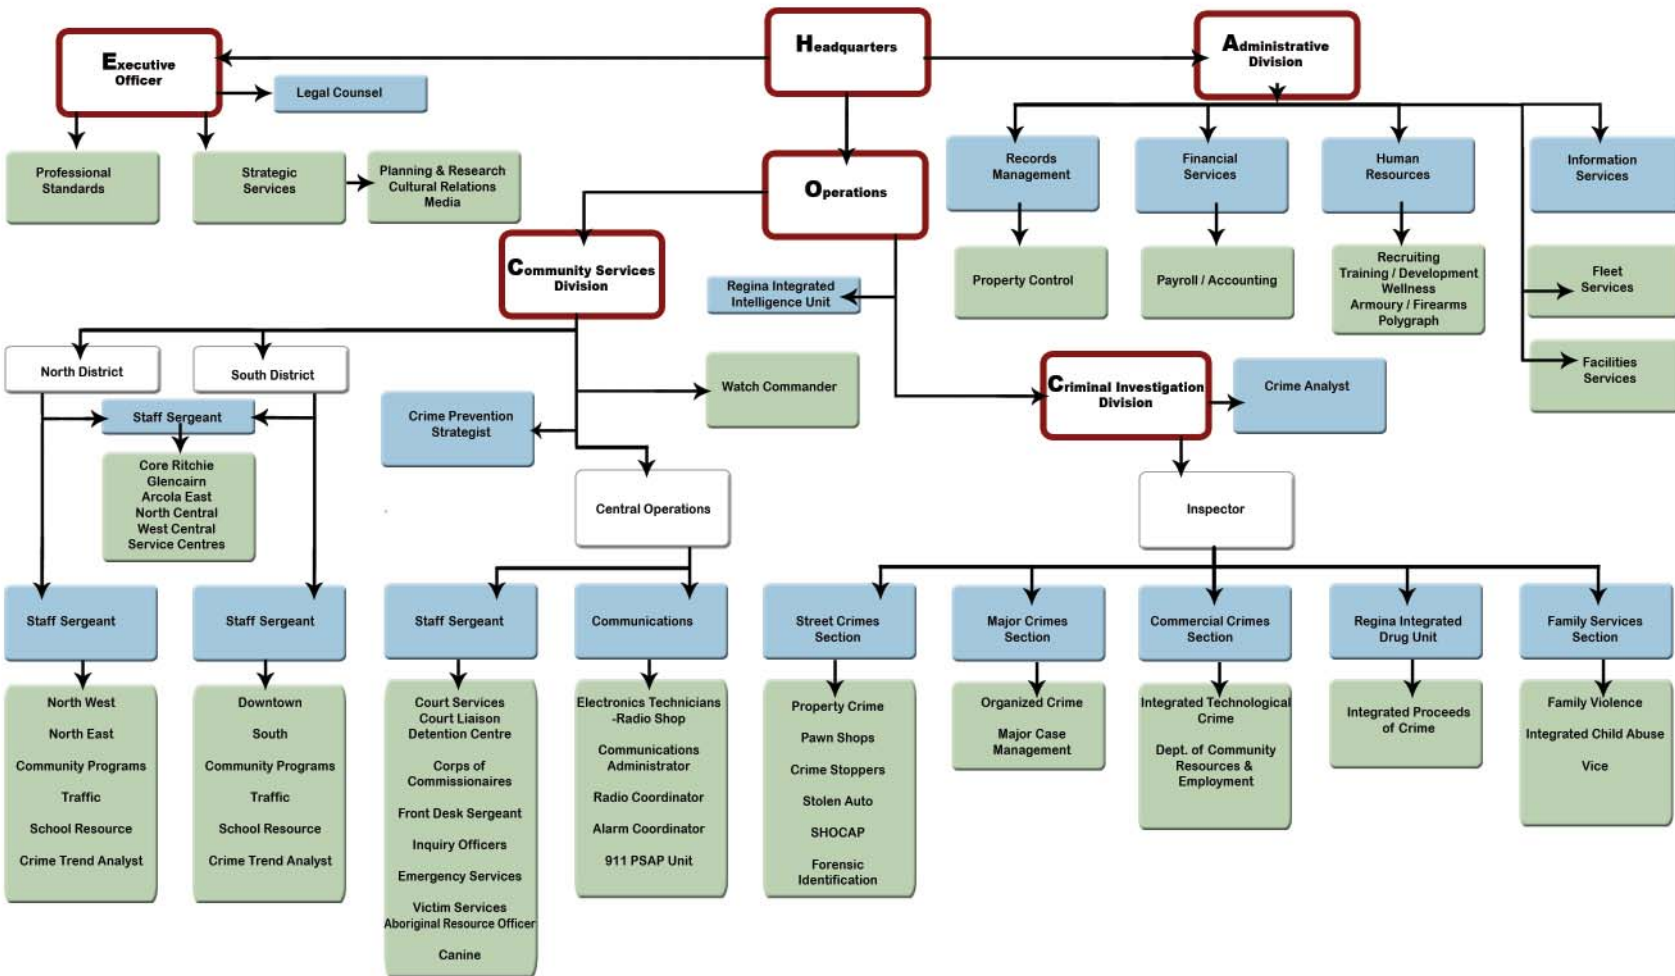 Headquarters
Executive
Officer
Administrative
Division
Legal Counsel
Professional
Standards
Strategic
Services
Planning & Research
Cultural Relations
Media
Operations
Records
Management
Financial
Services
Human
Resources
Information
Services
Community Services
Division
Regina Integrated
Intelligence Unit
Property Control
Payroll / Accounting
Recruiting
Training / Development
Wellness
Armoury / Firearms
Polygraph
Fleet
Services
Facilities
Services
North District
South District
Watch Commander
Criminal Investigation
Division
Crime Analyst
Staff Sergeant
Crime Prevention
Strategist
Core Ritchie
Glencairn
Arcola East
North Central
West Central
Service Centres
Central Operations
Inspector
Staff Sergeant
Staff Sergeant
Staff Sergeant
Communications
Street Crimes
Section
Major Crimes
Section
Commercial Crimes
Section
Regina Integrated
Drug Unit
Family Services
Section
North West
North East
Community Programs
Traffic
School Resource
Crime Trend Analyst
Downtown
South
Community Programs
Traffic
School Resource
Crime Trend Analyst
Court Services
Court Liaison
Detention Centre
Corps of
Commissionaires
Front Desk Sergeant
Inquiry Officers
Emergency Services
Victim Services
Aboriginal Resource Officer
Canine
Electronics Technicians
-Radio Shop
Communications
Administrator
Radio Coordinator
Alarm Coordinator
911 PSAP Unit
Property Crime
Pawn Shops
Crime Stoppers
Stolen Auto
SHOCAP
Forensic
Identification
Organized Crime
Major Case
Management
Integrated Technological
Crime
Dept. of Community
Resources &
Employment
Integrated Proceeds
of Crime
Family Violence
Integrated Child Abuse
Vice